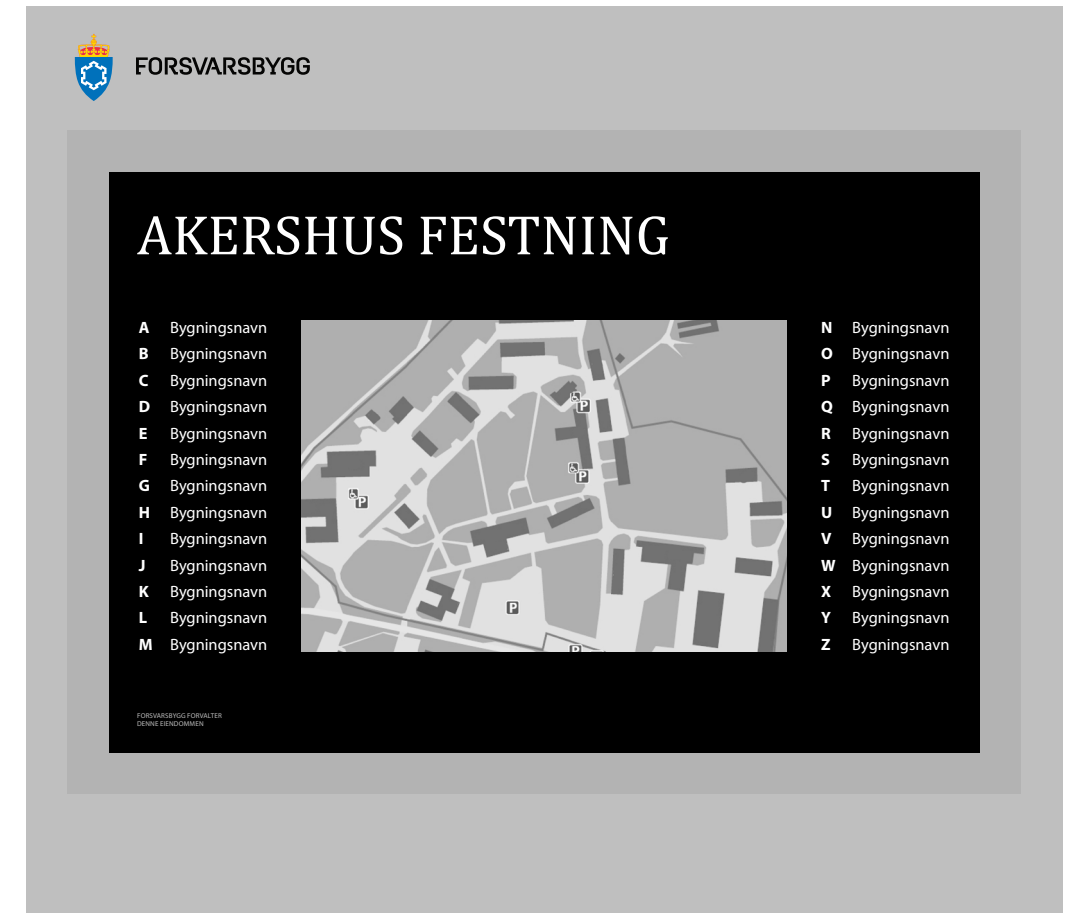 FORSVARSBYGG
AKERSHUS FESTNING
A Bygningsnavn
B Bygningsnavn
C Bygningsnavn
D Bygningsnavn
E Bygningsnavn
F Bygningsnavn
G Bygningsnavn
H Bygningsnavn
I Bygningsnavn
J Bygningsnavn
K Bygningsnavn
L Bygningsnavn
M Bygningsnavn
P
P
P
P
P
N Bygningsnavn
O Bygningsnavn
P Bygningsnavn
Q Bygningsnavn
R Bygningsnavn
S Bygningsnavn
T Bygningsnavn
U Bygningsnavn
V Bygningsnavn
W Bygningsnavn
X Bygningsnavn
Y Bygningsnavn
Z Bygningsnavn
FORSVARSBYGG FORVALTER
DENNE EIENDOMMEN